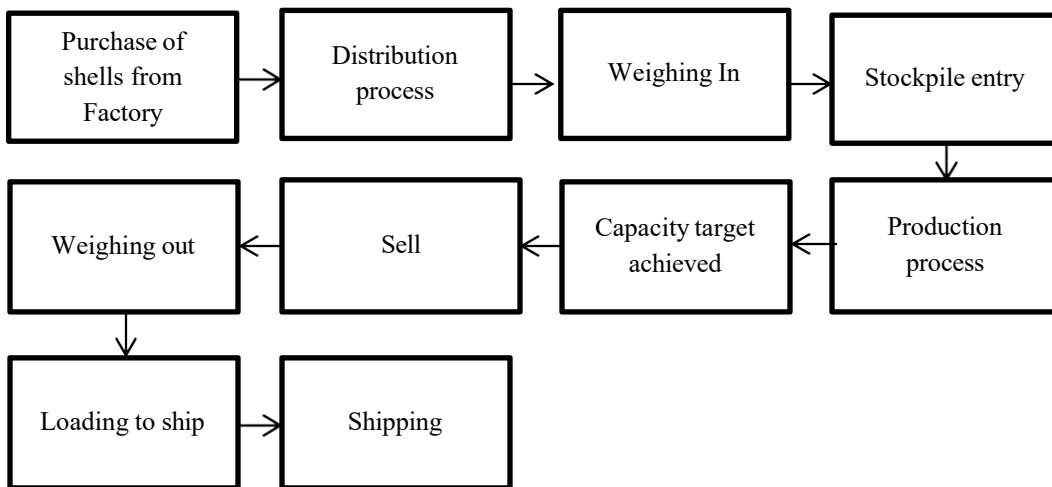 Purchase of
shells from
Factory
Distribution
process
Weighing In
Stockpile entry
Production
process
Capacity target
achieved
Sell
Weighing out
Loading to ship
Shipping